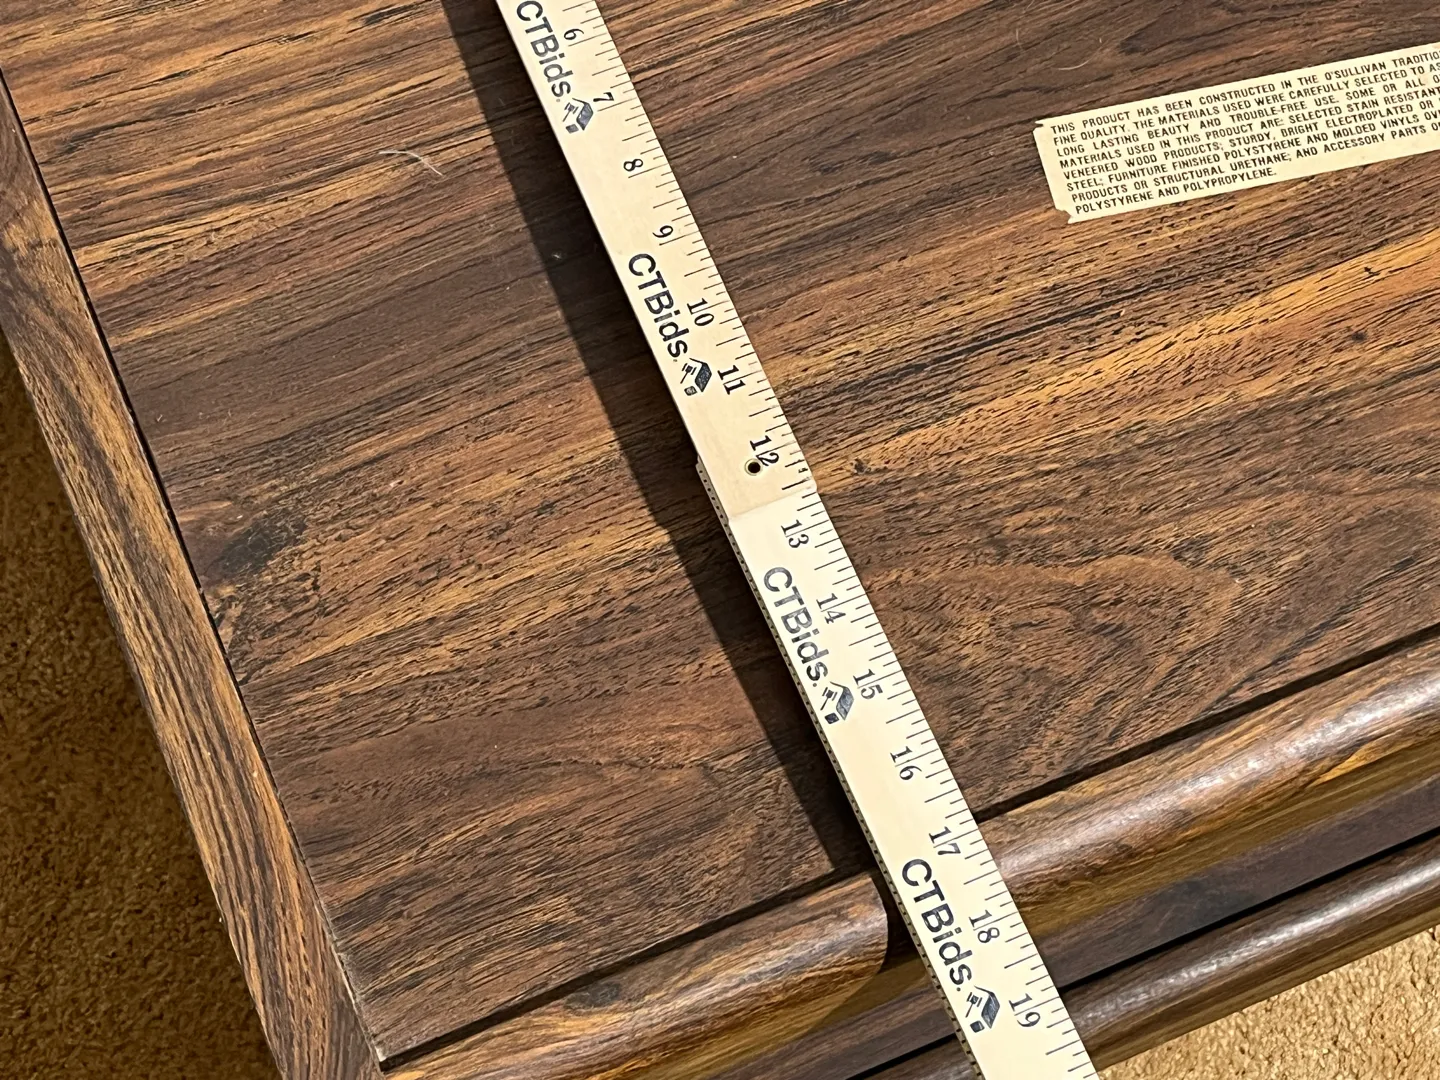 6
CTBids.
7
8
9
CTBids.
10
11
12
13
CTBids.
14
15
16
17
CTBids.
18
19
THIS PRODUCT HAS BEEN CONSTRUCTED IN THE O'SULLIVAN TRADITIO
FINE QUALITY. THE MATERIALS USED WERE CAREFULLY SELECTED TO AS
LONG LASTING BEAUTY AND TROUBLE-FREE USE. SOME OR ALL O
MATERIALS USED IN THIS PRODUCT ARE: SELECTED STAIN RESISTANT
VENEERED WOOD PRODUCTS; STURDY, BRIGHT ELECTROPLATED OR
STEEL; FURNITURE FINISHED POLYSTYRENE AND MOLDED VINYLS OV
PRODUCTS OR STRUCTURAL URETHANE; AND ACCESSORY PARTS O
POLYSTYRENE AND POLYPROPYLENE.